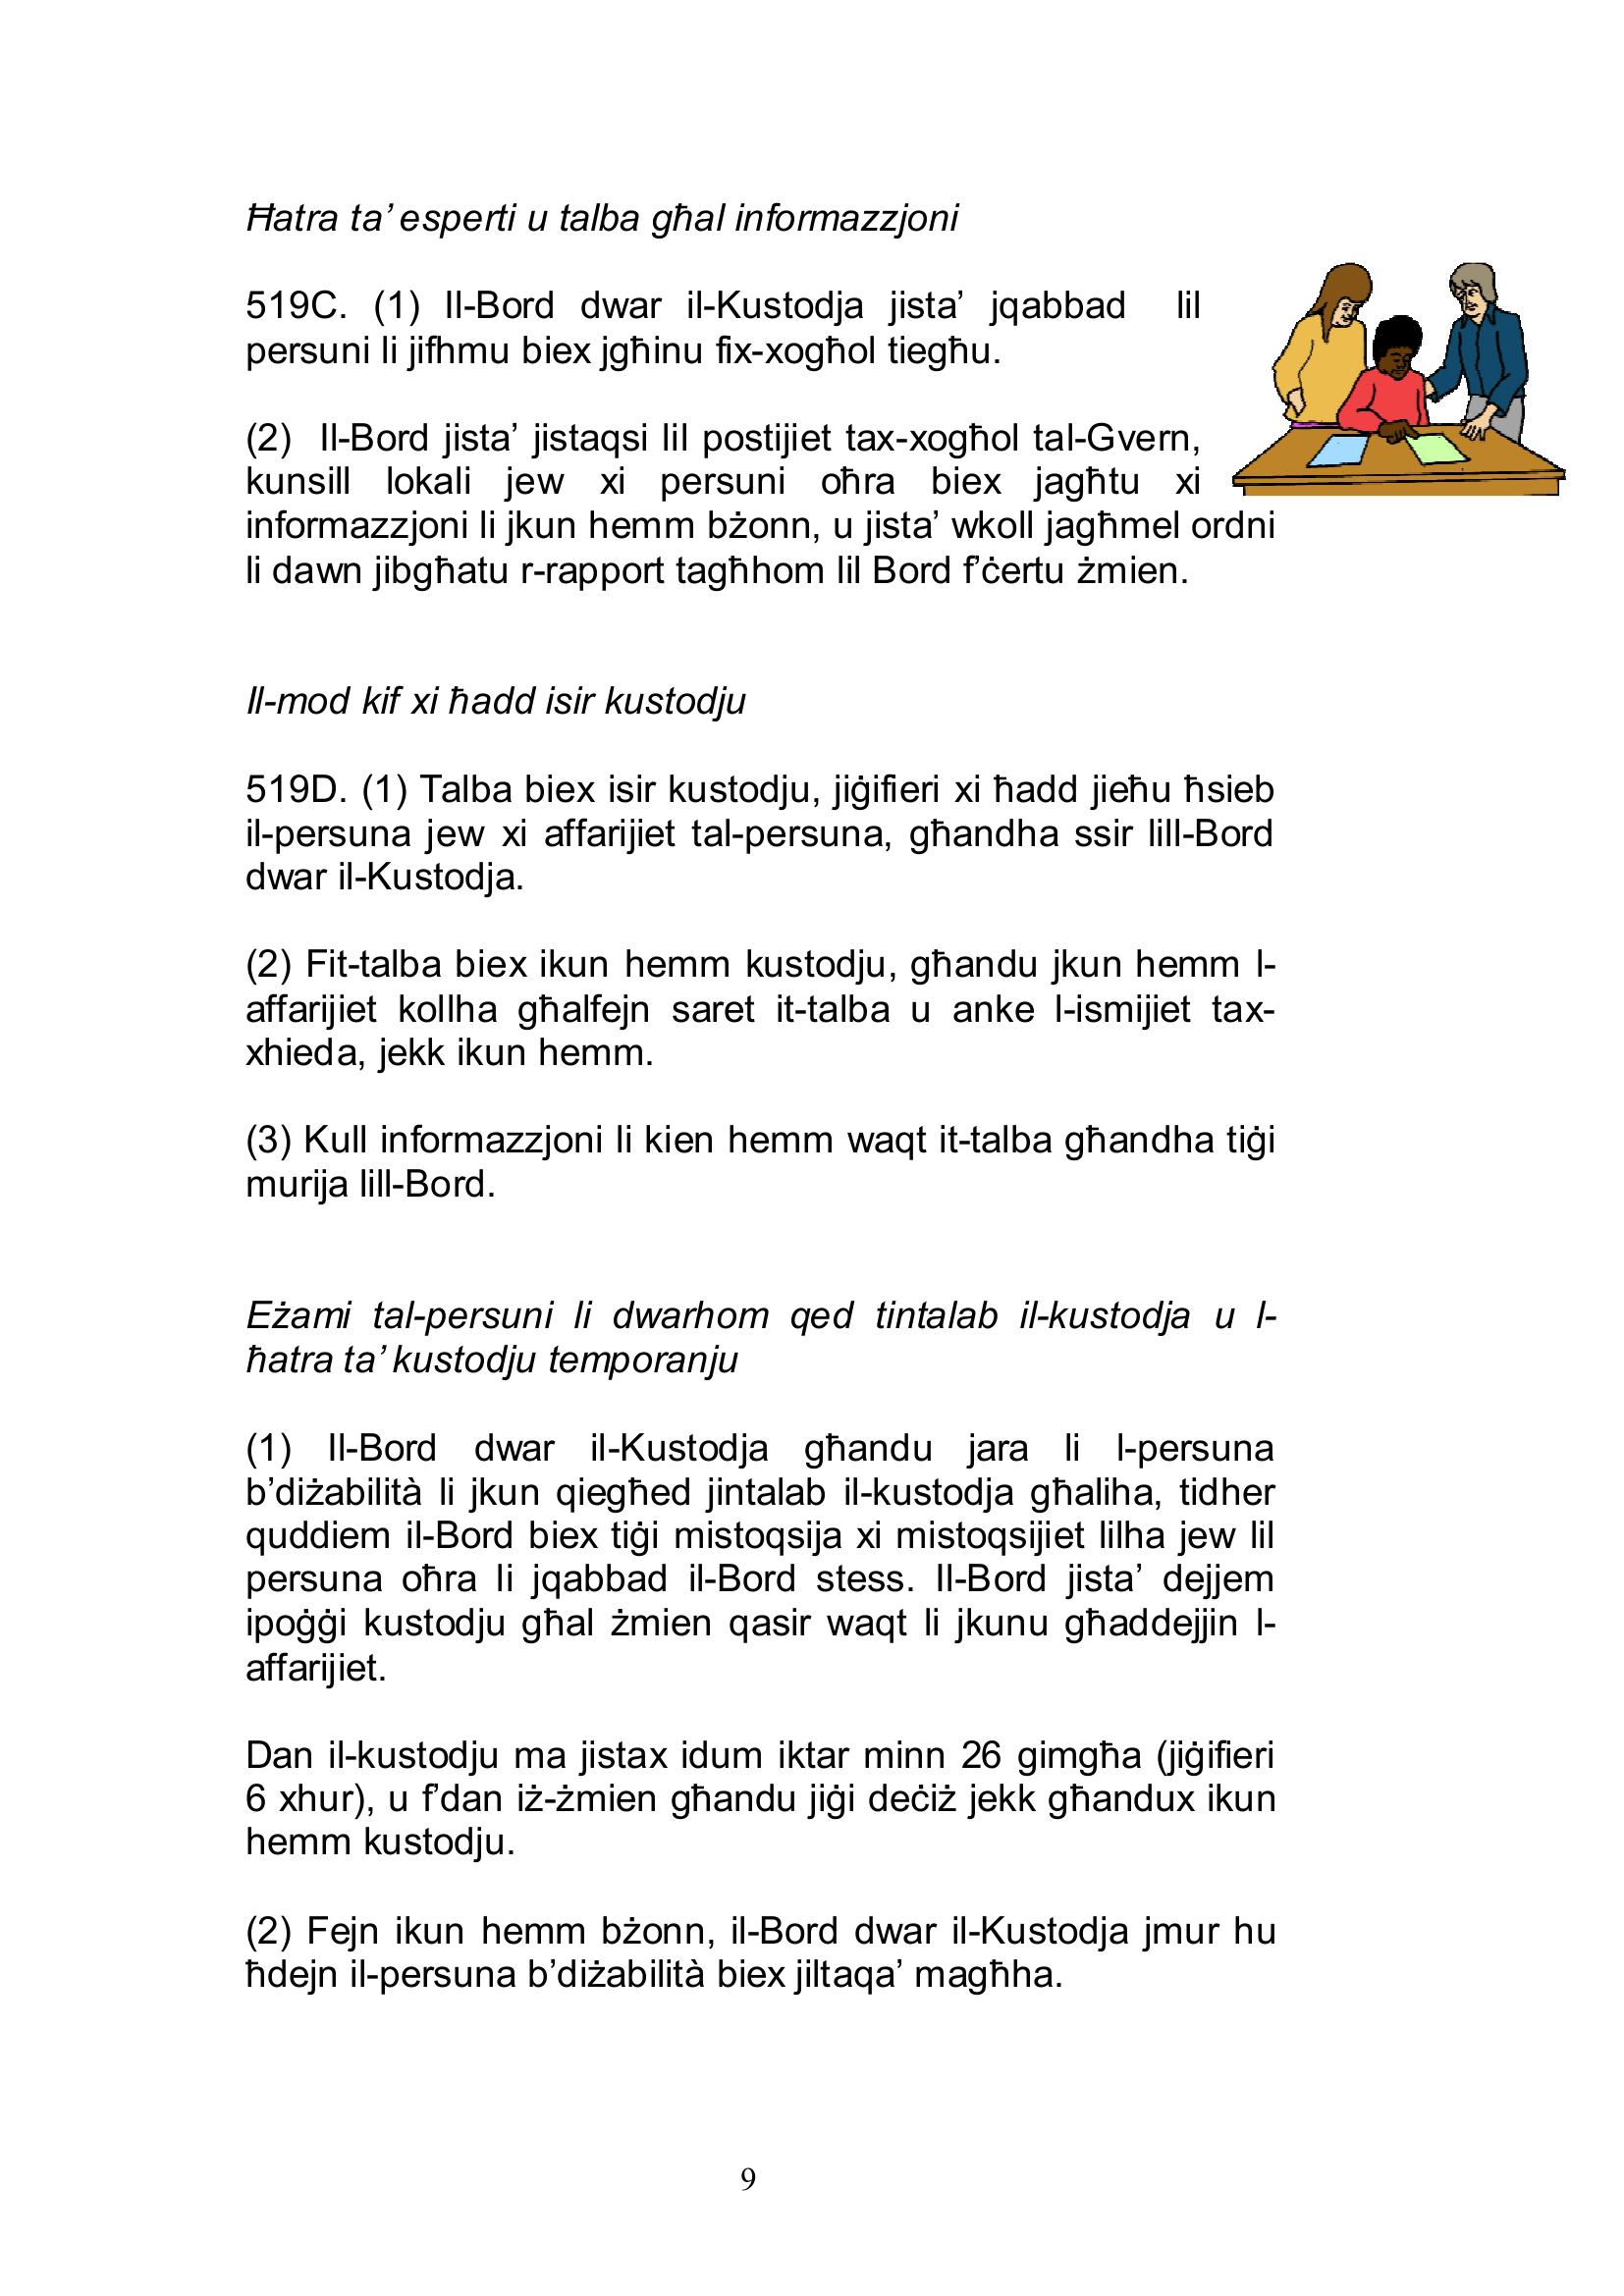 Ħatra ta’ esperti u talba għal informazzjoni
519C. (1) Il-Bord dwar il-Kustodja jista’ jqabbad lil
persuni li jifhmu biex jgħinu fix-xogħol tiegħu.
(2) Il-Bord jista’ jistaqsi lil postijiet tax-xogħol tal-Gvern,
kunsill lokali jew xi persuni oħra biex jagħtu xi
informazzjoni li jkun hemm bżonn, u jista’ wkoll jagħmel ordni
li dawn jibgħatu r-rapport tagħhom lil Bord f’ċertu żmien.
Il-mod kif xi ħadd isir kustodju
519D. (1) Talba biex isir kustodju, jiġifieri xi ħadd jieħu ħsieb
il-persuna jew xi affarijiet tal-persuna, għandha ssir lill-Bord
dwar il-Kustodja.
(2) Fit-talba biex ikun hemm kustodju, għandu jkun hemm l-
affarijiet kollha għalfejn saret it-talba u anke l-ismijiet tax-
xhieda, jekk ikun hemm.
(3) Kull informazzjoni li kien hemm waqt it-talba għandha tiġi
murija lill-Bord.
Eżami tal-persuni li dwarhom qed tintalab il-kustodja u l-
ħatra ta’ kustodju temporanju
(1) Il-Bord dwar il-Kustodja għandu jara li l-persuna
b’diżabilità li jkun qiegħed jintalab il-kustodja għaliha, tidher
quddiem il-Bord biex tiġi mistoqsija xi mistoqsijiet lilha jew lil
persuna oħra li jqabbad il-Bord stess. Il-Bord jista’ dejjem
ipoġġi kustodju għal żmien qasir waqt li jkunu għaddejjin l-
affarijiet.
Dan il-kustodju ma jistax idum iktar minn 26 gimgħa (jiġifieri
6 xhur), u f’dan iż-żmien għandu jiġi deċiż jekk għandux ikun
hemm kustodju.
(2) Fejn ikun hemm bżonn, il-Bord dwar il-Kustodja jmur hu
ħdejn il-persuna b’diżabilità biex jiltaqa’ magħha.
9